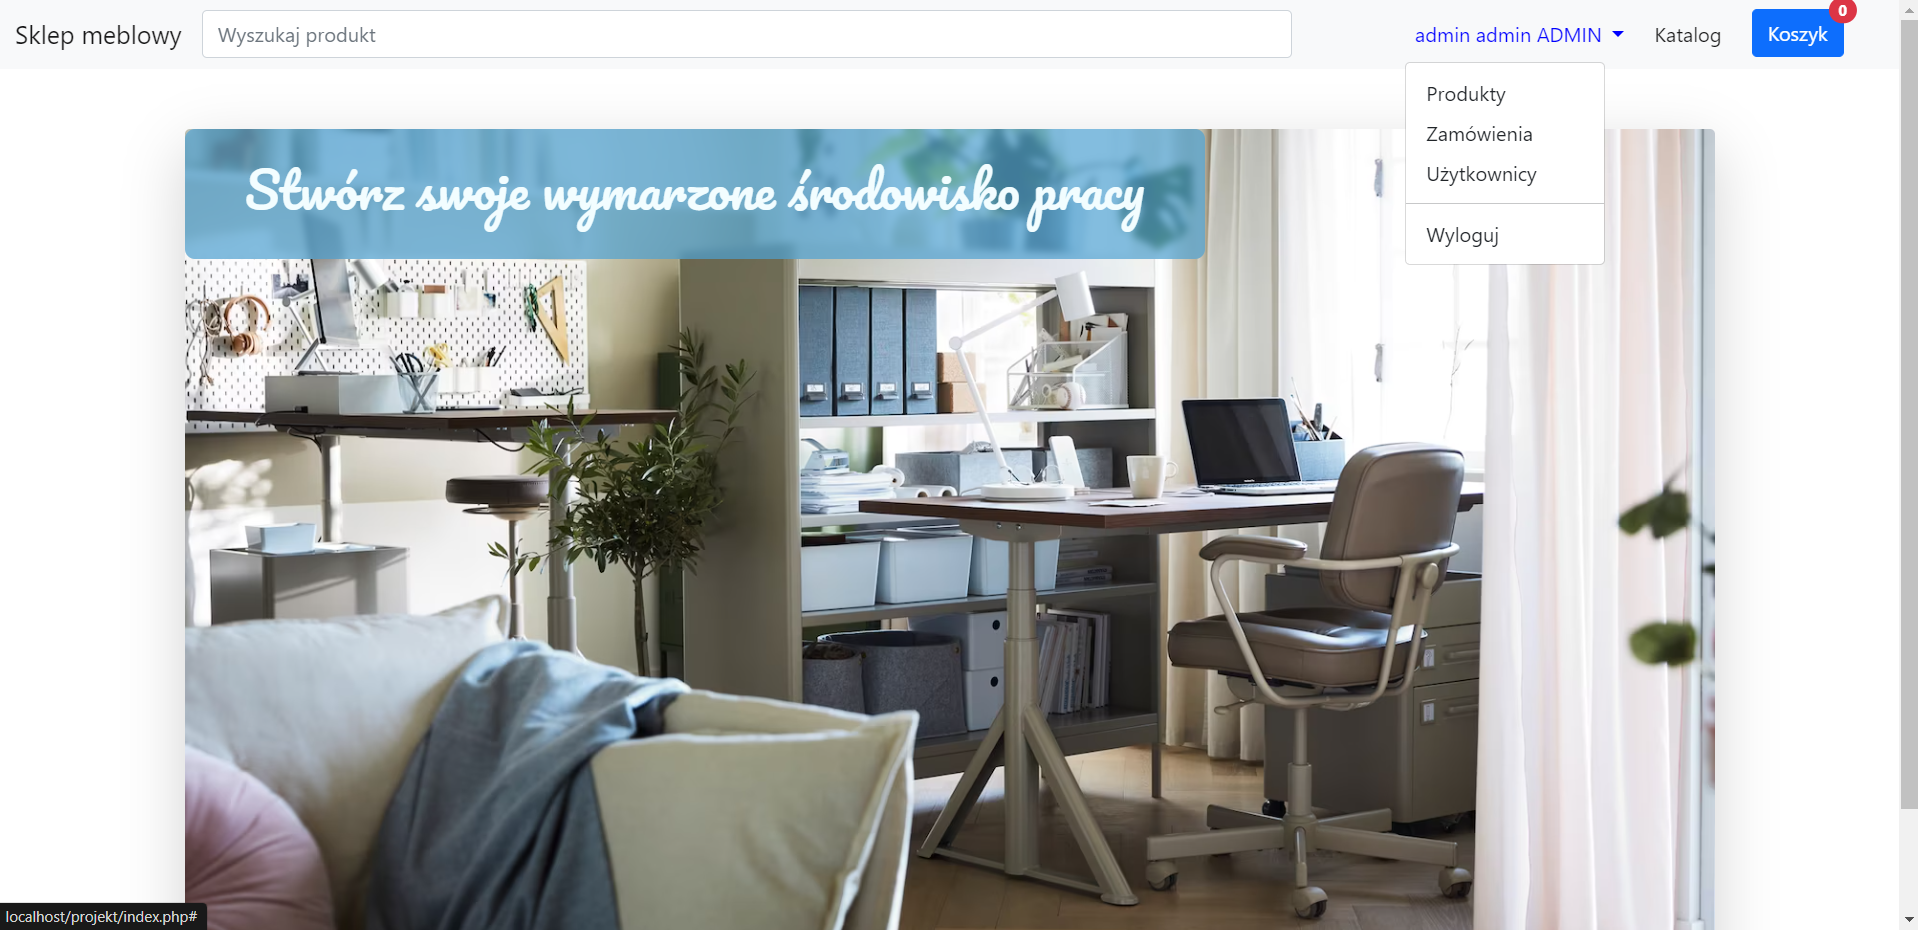 Sklep meblowy
Wyszukaj produkt
admin admin ADMIN
Katalog
Koszyk
0
Produkty
Zamówienia
Użytkownicy
Wyloguj
Stwórz swoje wymarzone środowisko pracy
localhost/projekt/index.php#